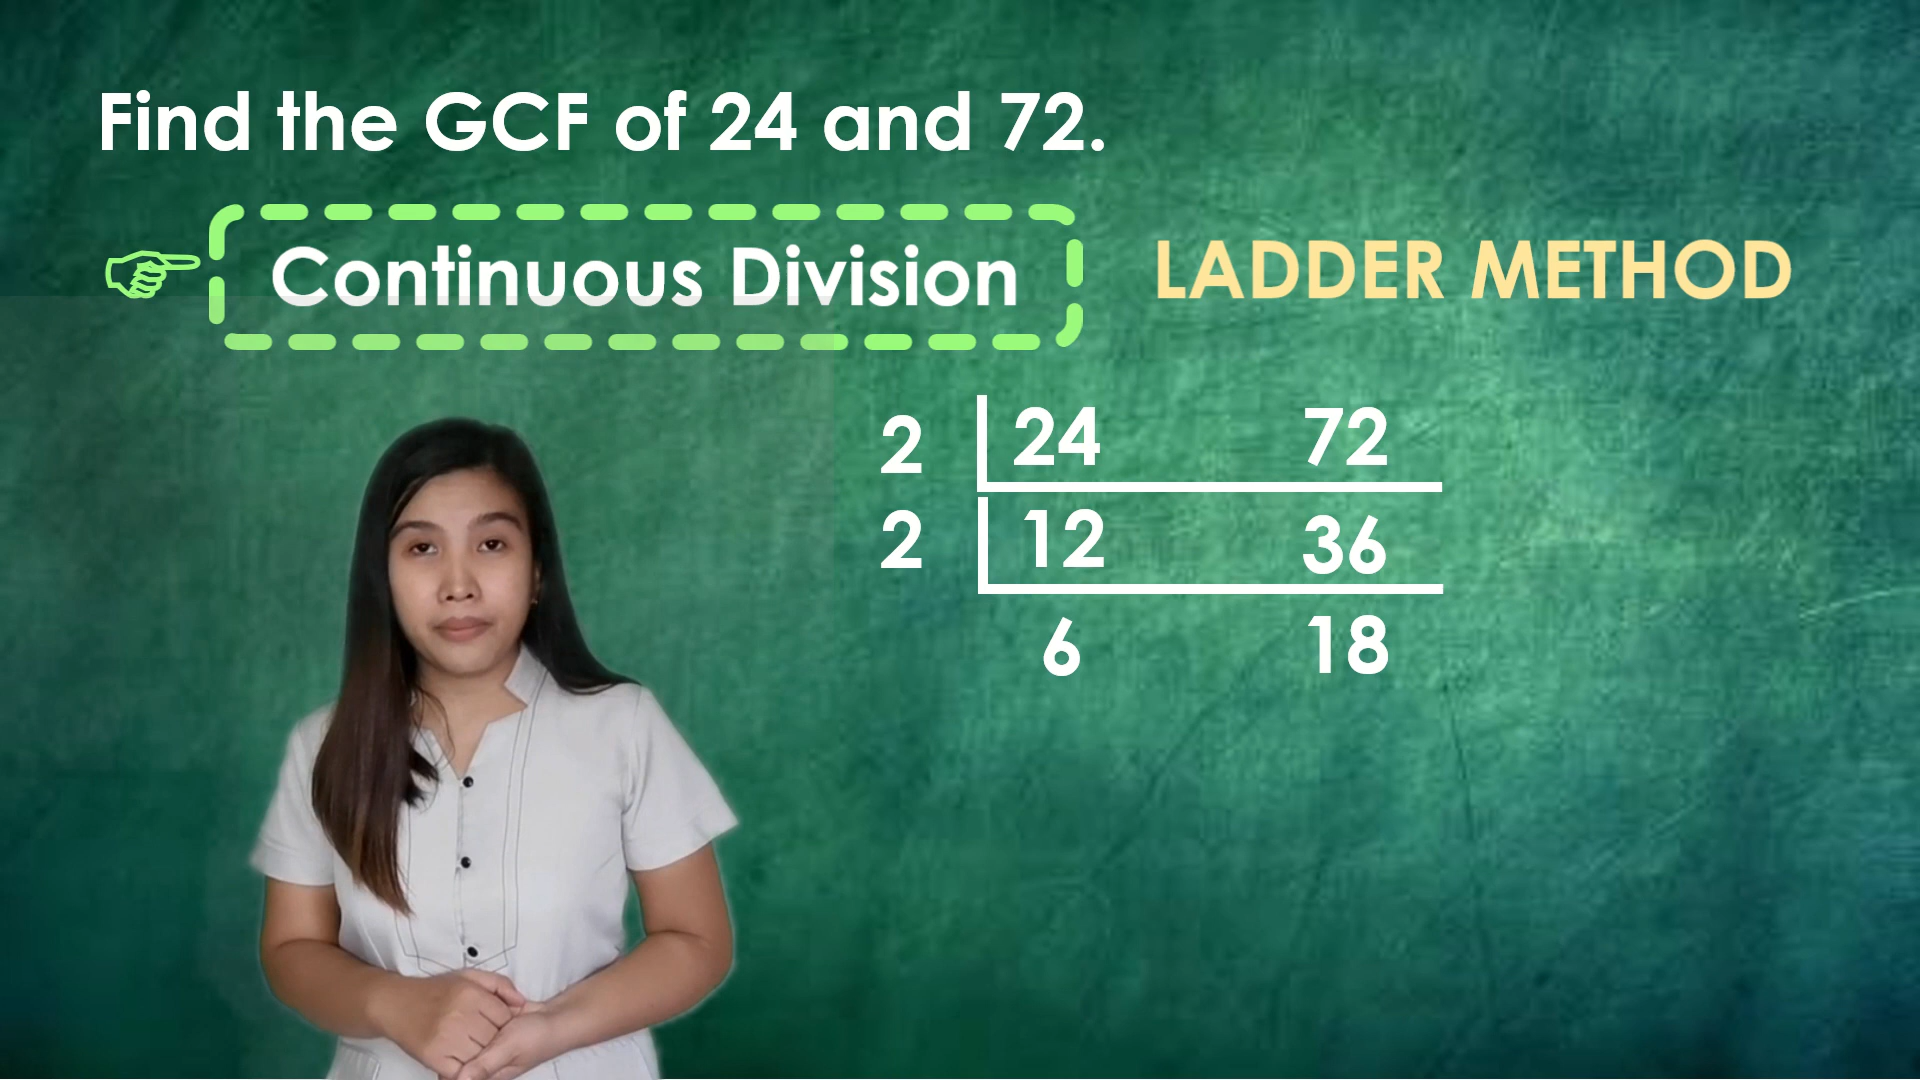 Find the GCF of 24 and 72.
Continuous Division
LADDER METHOD
2 24 72
2 12 36
6 18